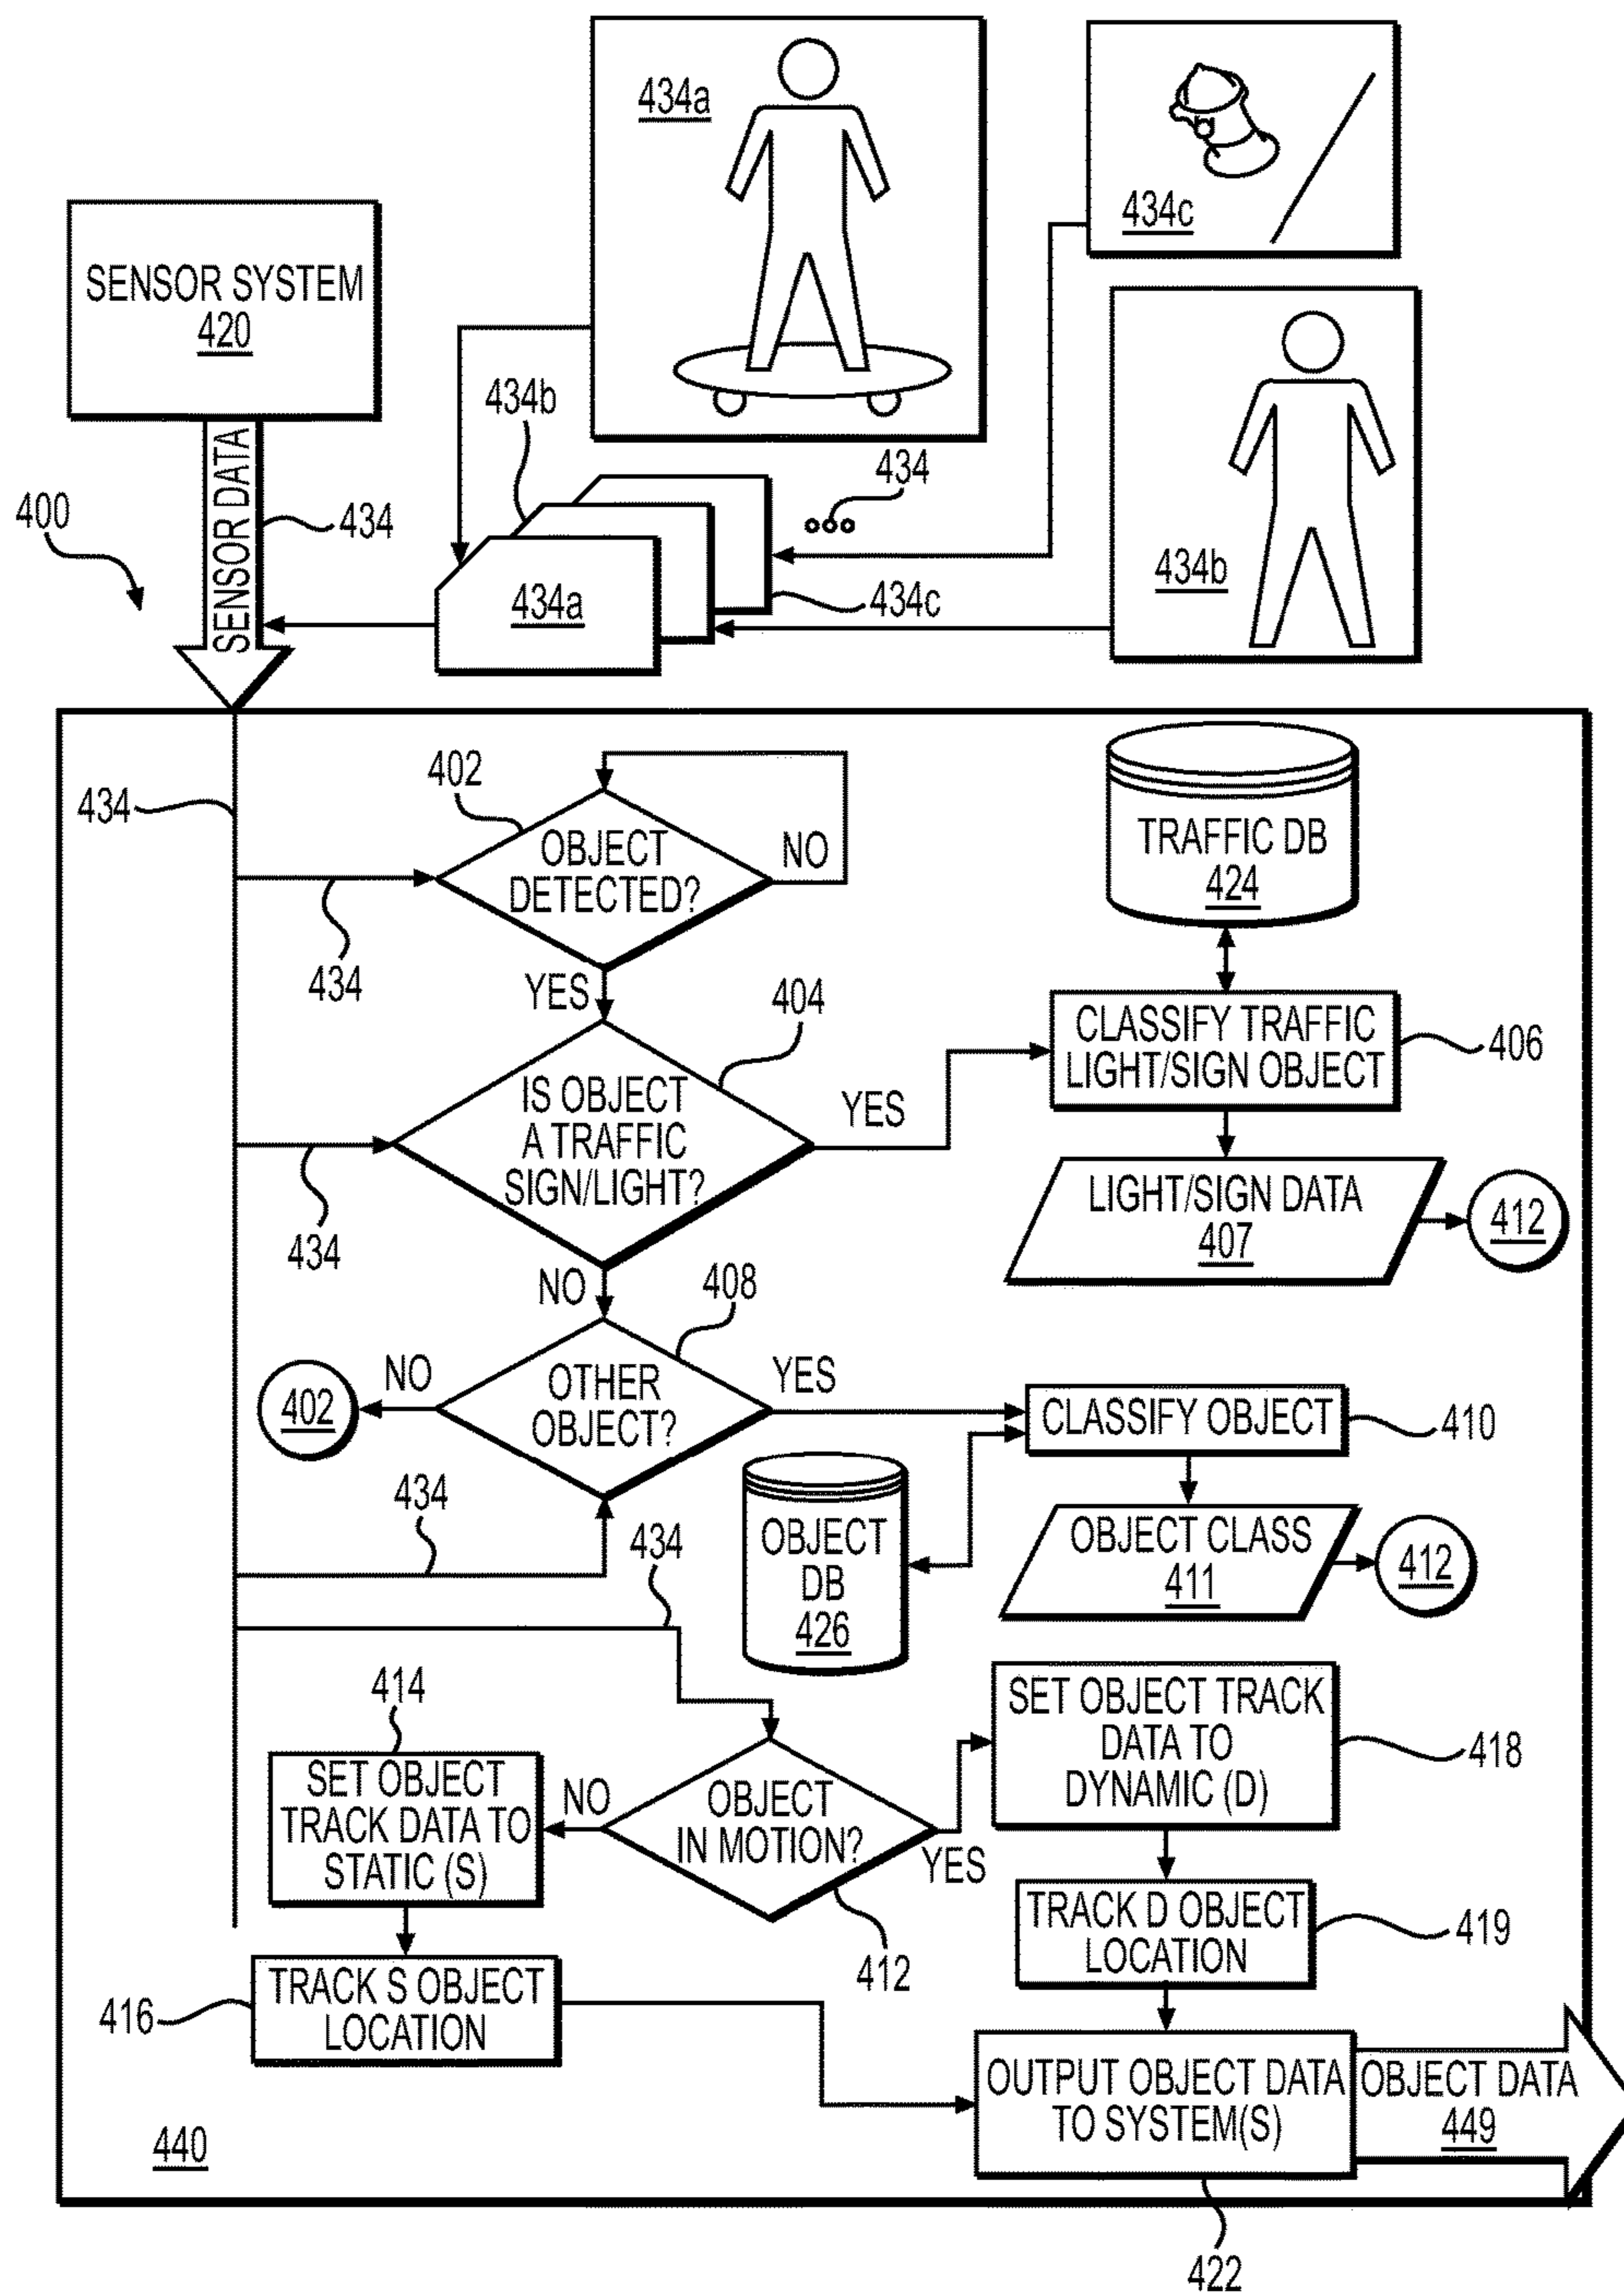 434a
434c
SENSOR SYSTEM
420
434b
434
400
SENSOR DATA
434
434a
434c
434b
434
402
OBJECT
DETECTED?
NO
TRAFFIC DB
424
434
YES
404
CLASSIFY TRAFFIC
LIGHT/SIGN OBJECT
406
IS OBJECT
A TRAFFIC
SIGN/LIGHT?
YES
434
LIGHT/SIGN DATA
407
412
NO
408
402
NO
OTHER
OBJECT?
YES
CLASSIFY OBJECT
410
434
434
OBJECT
DB
426
OBJECT CLASS
411
412
414
SET OBJECT
TRACK DATA TO
STATIC (S)
NO
OBJECT
IN MOTION?
YES
412
SET OBJECT TRACK
DATA TO
DYNAMIC (D)
418
TRACK D OBJECT
LOCATION
419
416
TRACK S OBJECT
LOCATION
OUTPUT OBJECT DATA
TO SYSTEM(S)
OBJECT DATA
449
440
422